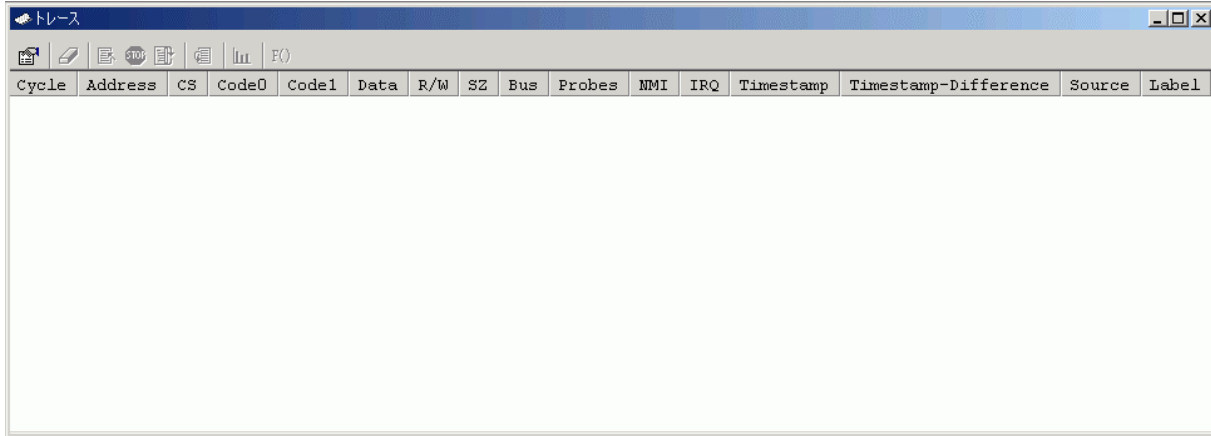 トレース
STOP F()
Cycle Address CS Code0 Code1 Data R/W SZ Bus Probes NMI IRQ Timestamp Timestamp-Difference Source Label